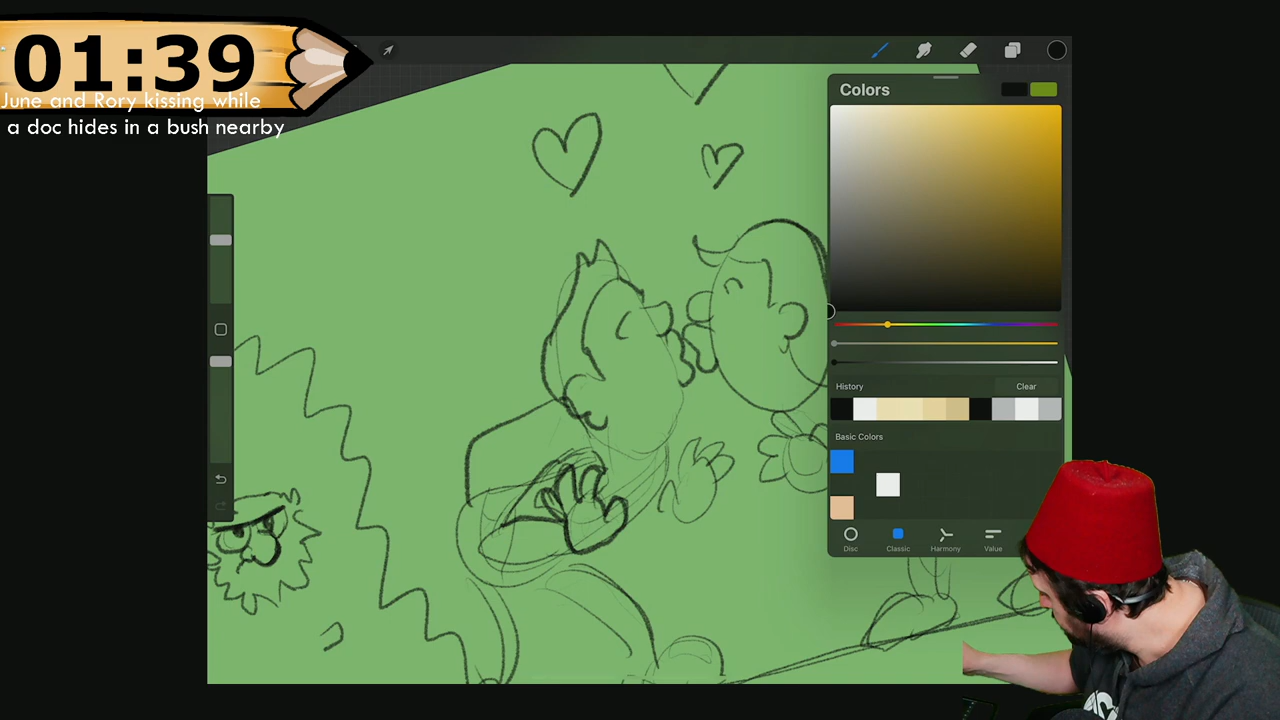 01:39
June and Rory kissing while
a doc hides in a bush nearby
Colors
History
Clear
Basic Colors
Disc
Classic
Harmony
Value